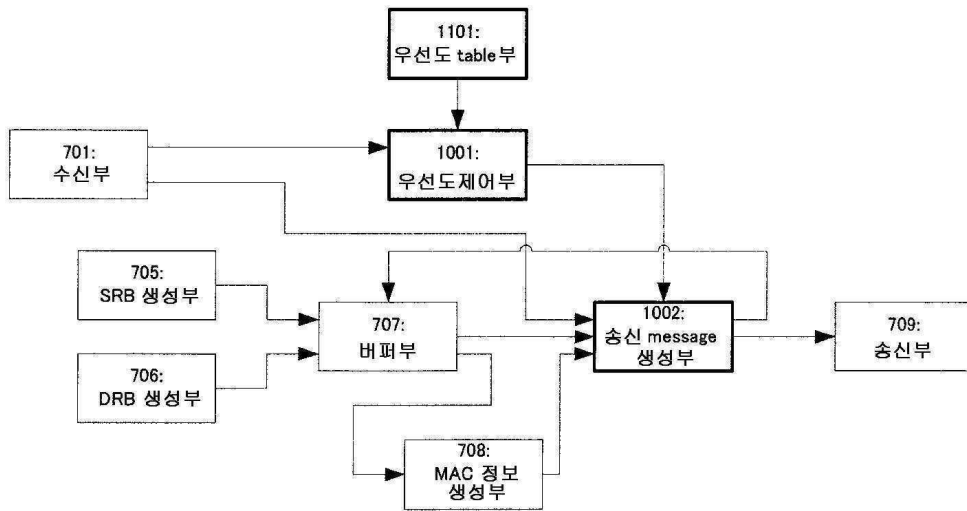 1101:
우선도 table부
701:
수신부
1001:
우선도제어부
705:
SRB 생성부
707:
버퍼부
1002:
송신 message
생성부
709:
송신부
706:
DRB 생성부
708:
MAC 정보
생성부